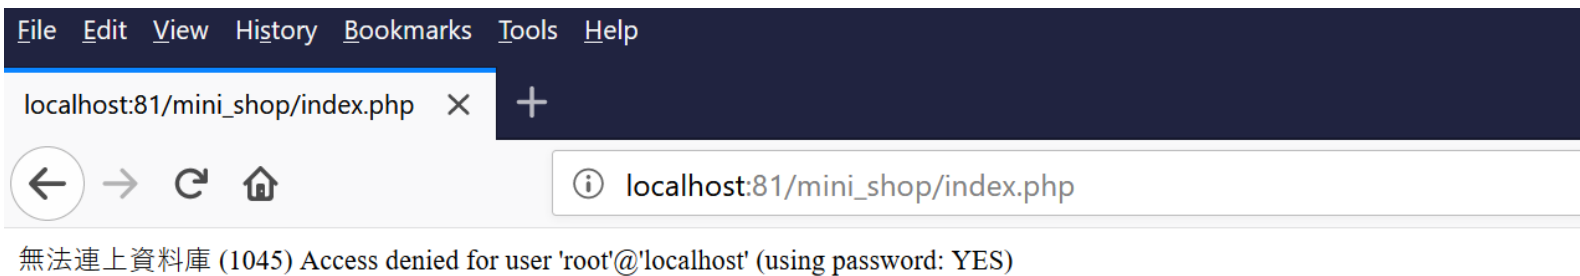 File Edit View History Bookmarks Tools Help
localhost:81/mini_shop/index.php
localhost:81/mini_shop/index.php
無法連上資料庫 (1045) Access denied for user 'root'@'localhost' (using password: YES)